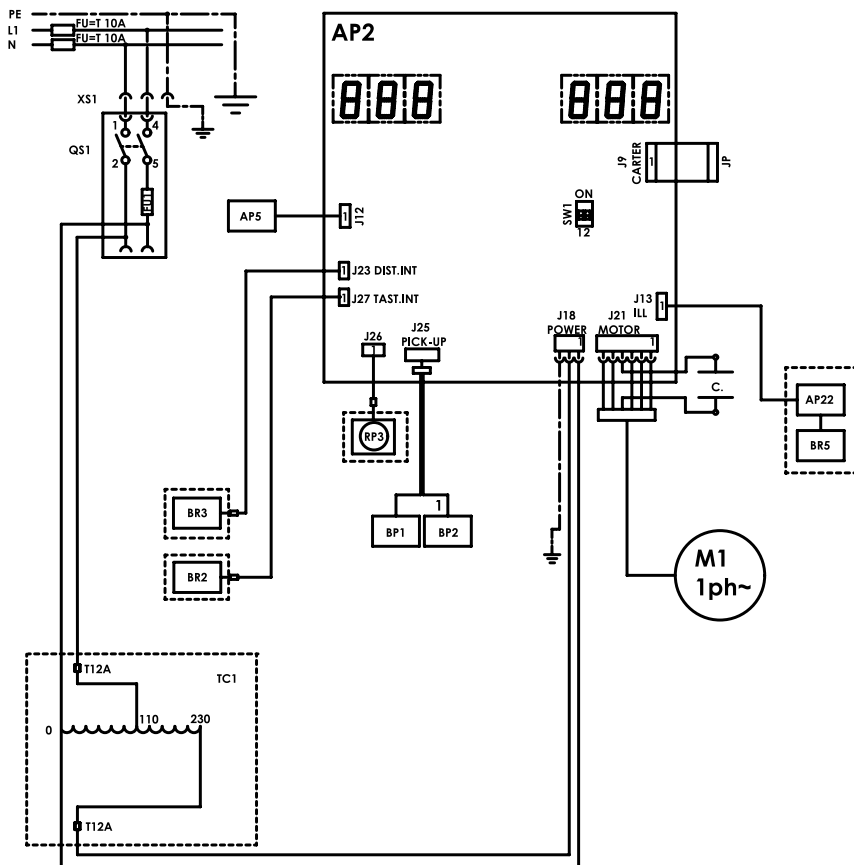 PE
L1
N
FU=T 10A
FU=T 10A
XS1
QS1
1 4
2 5
FU1
AP2
888 888
J9
CARTER
1
JP
ON
SW1
12
AP5
1
J12
1 J23 DIST.INT
1 J27 TAST.INT
J26
1
J25
PICK-UP
J18
POWER
1
J21
MOTOR
1
J13
ILL
1
C.
AP22
BR5
RP3
BR3
BR2
1
BP1
BP2
M1
1ph~
T12A
TC1
0
110
230
T12A